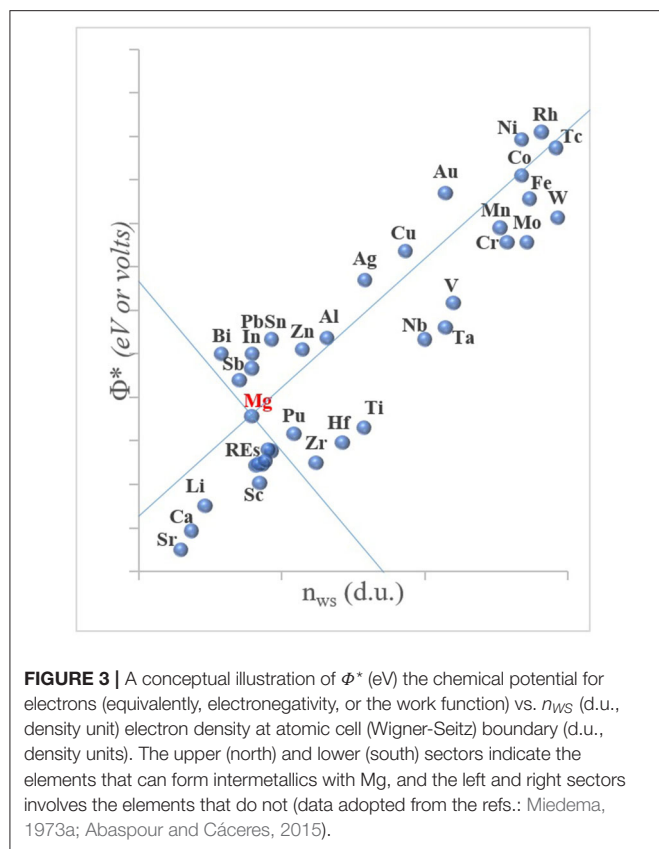 Φ* (eV or volts)
Rh
Ni
Tc
Co
Au
Fe
W
Mn
Mo
Cu
Cr
Ag
V
PbSn
Al
Bi
In
Zn
Nb
Ta
Sb
Mg
Ti
Pu
Hf
REs
Zr
Li
Sc
Ca
Sr
nws (d.u.)
FIGURE 3 | A conceptual illustration of Φ* (eV) the chemical potential for
electrons (equivalently, electronegativity, or the work function) vs. nWS (d.u.,
density unit) electron density at atomic cell (Wigner-Seitz) boundary (d.u.,
density units). The upper (north) and lower (south) sectors indicate the
elements that can form intermetallics with Mg, and the left and right sectors
involves the elements that do not (data adopted from the refs.: Miedema,
1973a; Abaspour and Cáceres, 2015).